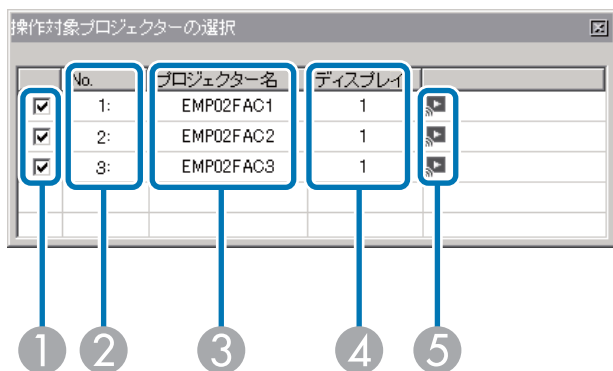 操作対象プロジェクターの選択
No. プロジェクター名 ディスプレイ
1: EMP02FAC1 1
2: EMP02FAC2 1
3: EMP02FAC3 1
1 2 3 4 5